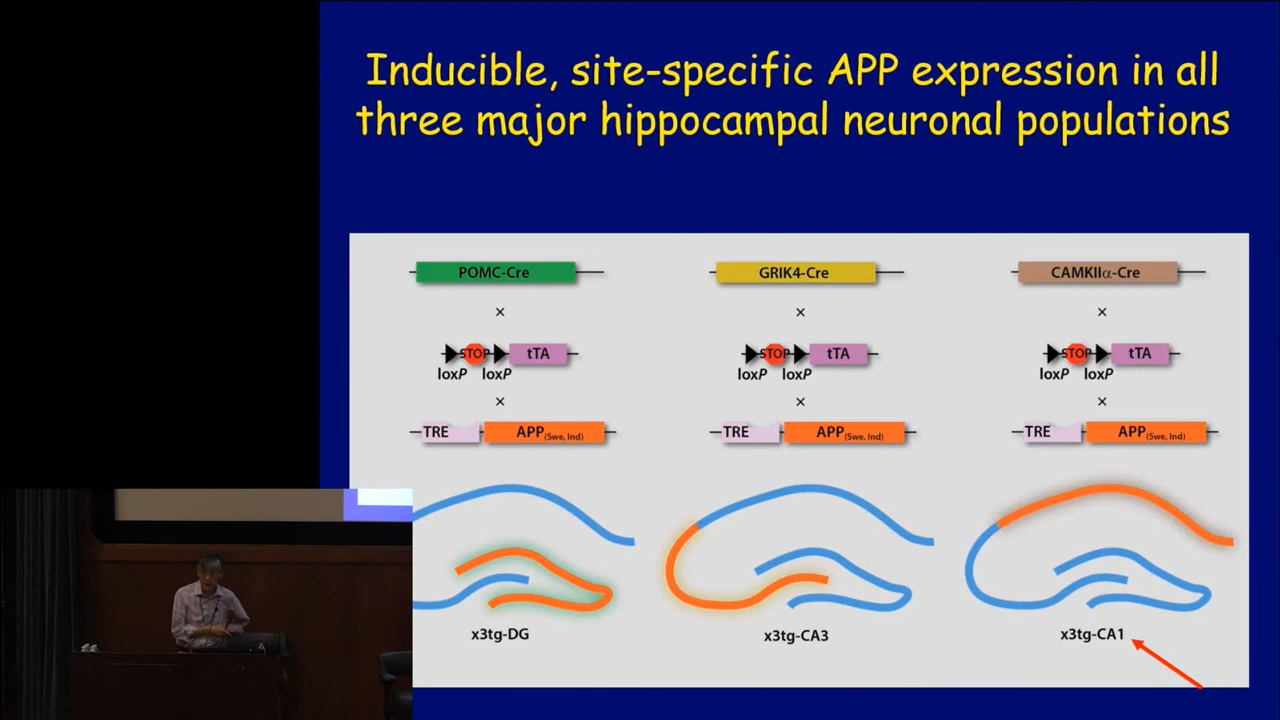 Inducible, site-specific APP expression in all
three major hippocampal neuronal populations
POMC-Cre
GRIK4-Cre
CAMKIIα-Cre
×
×
×
STOP
tTA
STOP
tTA
STOP
tTA
loxP
loxP
loxP
loxP
loxP
loxP
×
×
×
TRE
APP(Swe, Ind)
TRE
APP(Swe, Ind)
TRE
APP(Swe, Ind)
x3tg-DG
x3tg-CA3
x3tg-CA1